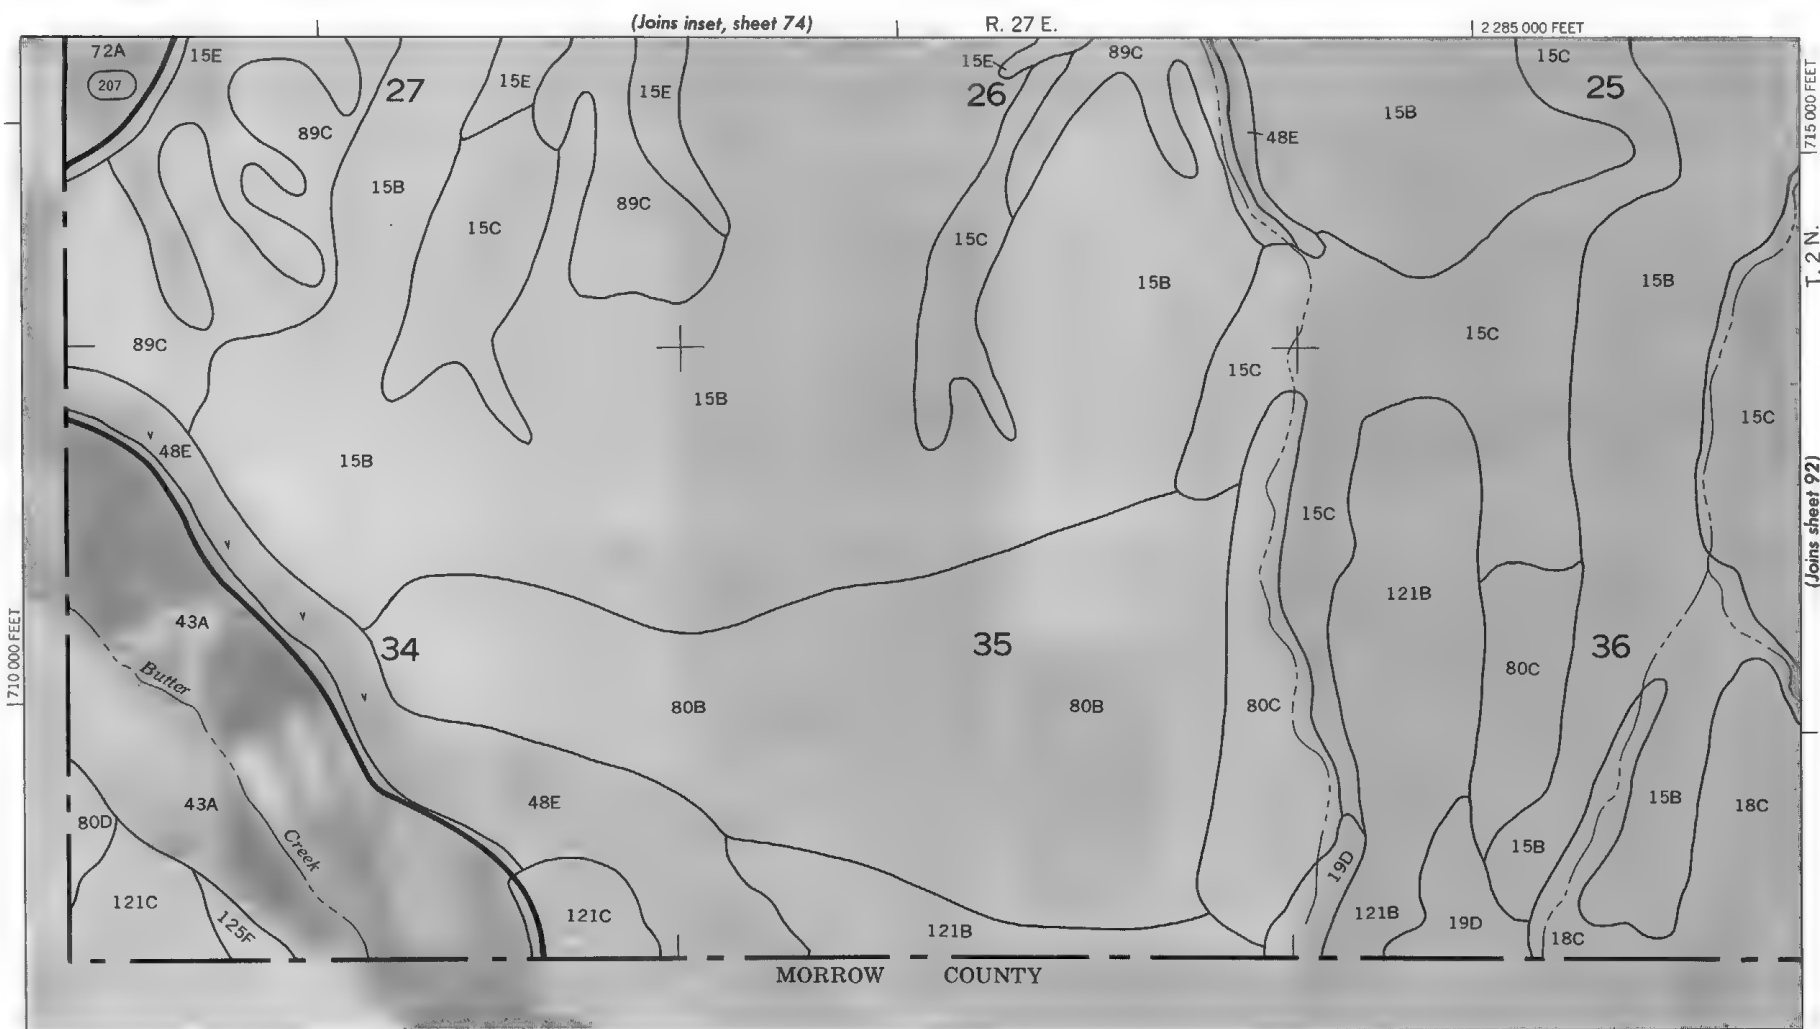 (Joins inset, sheet 74)
R. 27 E.
2 285 000 FEET
72A
15E
207
27
89C
15E
15E
15E
26
89C
15C
25
15B
48E
715 000 FEET
15B
89C
15C
15C
15B
15B
T. 2 N.
89C
15C
15C
15B
15C
48E
15B
(Joins sheet 92)
15C
121B
710 000 FEET
43A
34
35
36
Butter
80B
80B
80C
80C
43A
48E
15B
18C
80D
Creek
15B
19D
121C
125F
121C
121B
121B
19D
18C
MORROW COUNTY